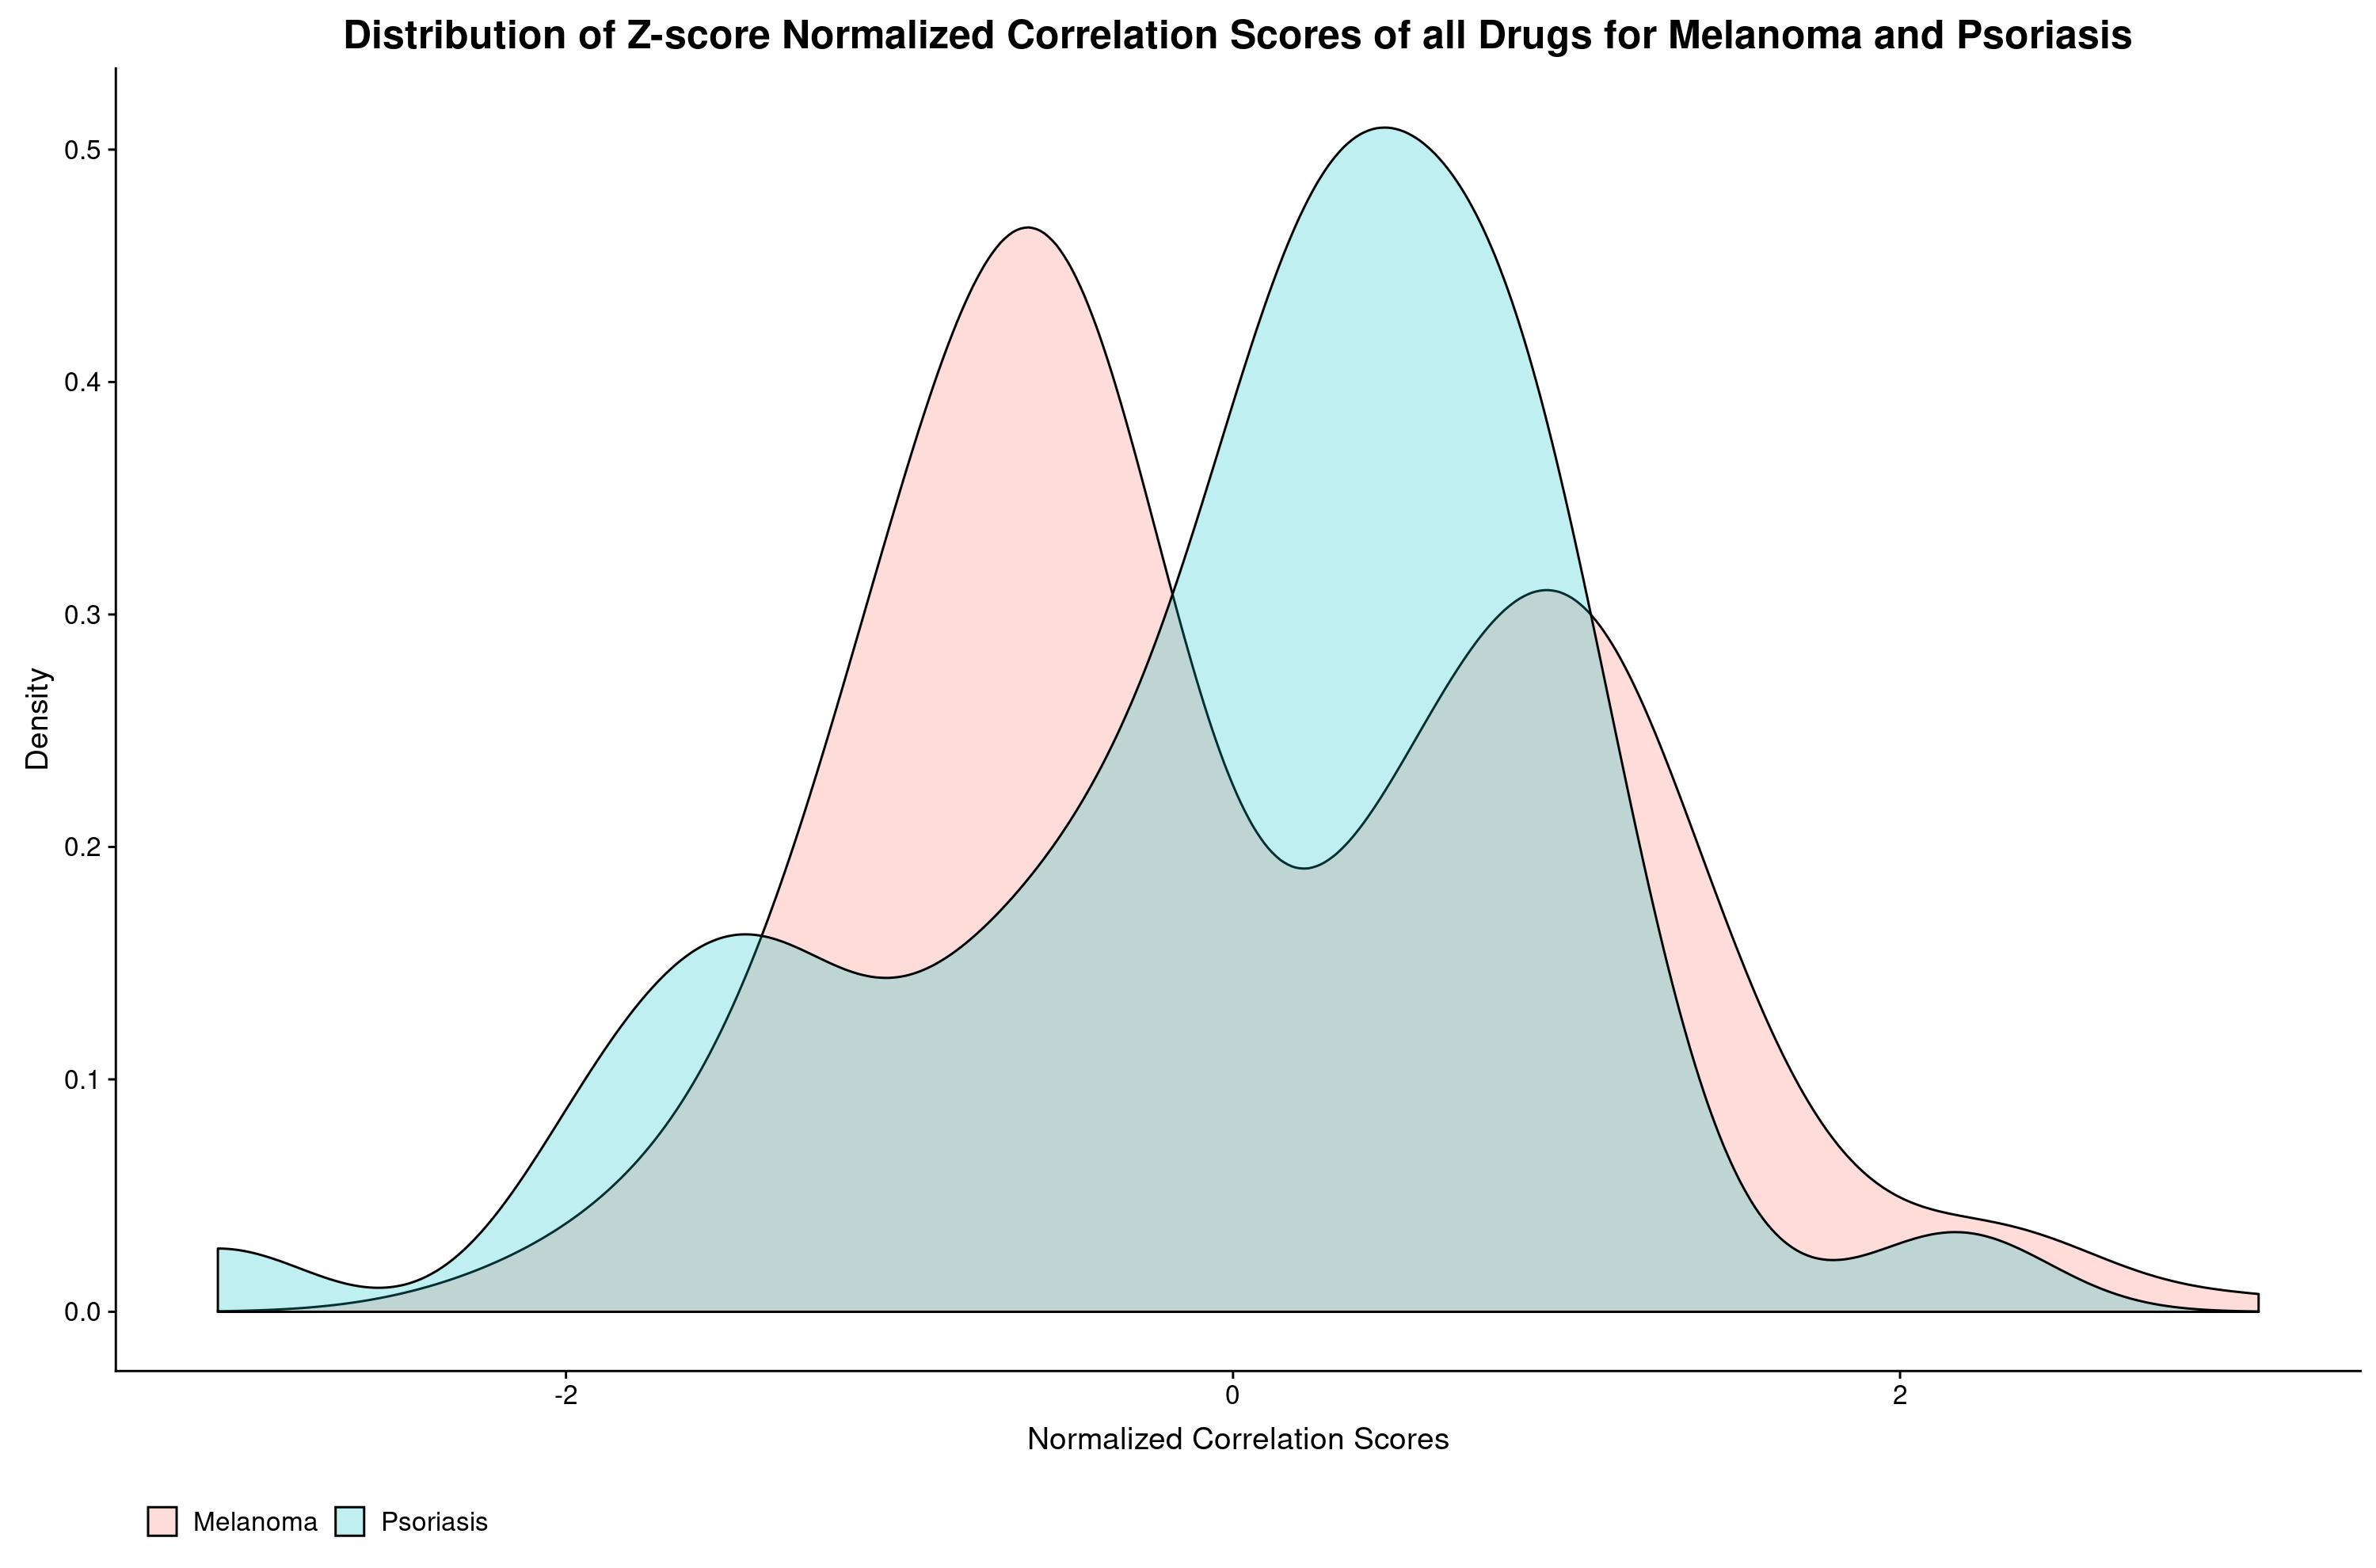 Distribution of Z-score Normalized Correlation Scores of all Drugs for Melanoma and Psoriasis
0.5
0.4
0.3
0.2
0.1
0.0
Density
-2 0 2
Normalized Correlation Scores
Melanoma Psoriasis